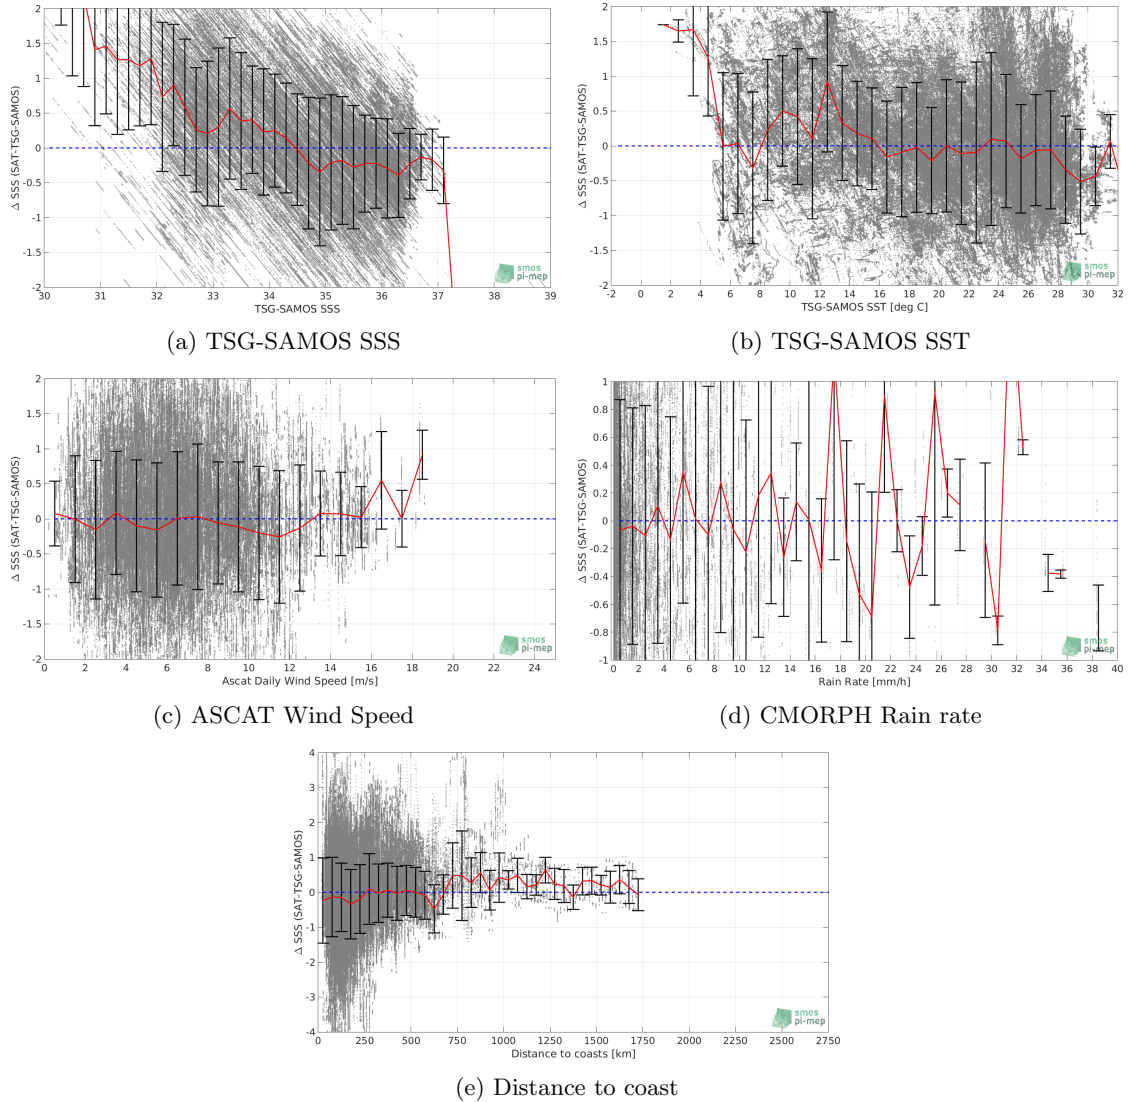 2
1.5
1
0.5
0
-0.5
-1
-1.5
-2
Δ SSS (SAT-TSG-SAMOS)
30 31 32 33 34 35 36 37 38 39
TSG-SAMOS SSS
smos
pi-mep
(a) TSG-SAMOS SSS
2
1.5
1
0.5
0
-0.5
-1
-1.5
-2
Δ SSS (SAT-TSG-SAMOS)
-2 0 2 4 6 8 10 12 14 16 18 20 22 24 26 28 30 32
TSG-SAMOS SST [deg C]
smos
pi-mep
(b) TSG-SAMOS SST
2
1.5
1
0.5
0
-0.5
-1
-1.5
-2
Δ SSS (SAT-TSG-SAMOS)
0 2 4 6 8 10 12 14 16 18 20 22 24
Ascat Daily Wind Speed [m/s]
smos
pi-mep
(c) ASCAT Wind Speed
1
0.8
0.6
0.4
0.2
0
-0.2
-0.4
-0.6
-0.8
-1
Δ SSS (SAT-TSG-SAMOS)
0 2 4 6 8 10 12 14 16 18 20 22 24 26 28 30 32 34 36 38 40
Rain Rate [mm/h]
smos
pi-mep
(d) CMORPH Rain rate
4
3
2
1
0
-1
-2
-3
-4
Δ SSS (SAT-TSG-SAMOS)
0 250 500 750 1000 1250 1500 1750 2000 2250 2500 2750
Distance to coasts [km]
smos
pi-mep
(e) Distance to coast